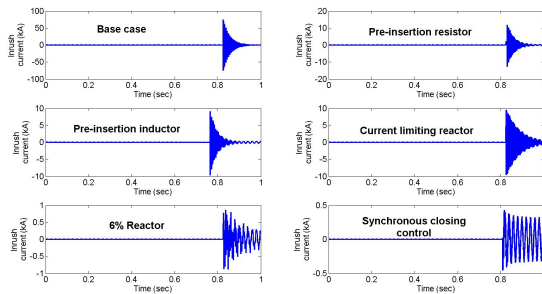 Base case
100
50
0
-50
-100
0
0.2
0.4
0.6
0.8
1
Time (sec)
Inrush
current (kA)
Pre-insertion resistor
20
10
0
-10
-20
0
0.2
0.4
0.6
0.8
Time (sec)
Inrush
current (kA)
Pre-insertion inductor
10
5
0
-5
-10
0
0.2
0.4
0.6
0.8
1
Time (sec)
Inrush
current (kA)
Current limiting reactor
10
5
0
-5
-10
0
0.2
0.4
0.6
0.8
Time (sec)
Inrush
current (kA)
6% Reactor
1
0.5
0
-0.5
-1
0
0.2
0.4
0.6
0.8
1
Time (sec)
Inrush
current (kA)
Synchronous closing
control
0.5
0
-0.5
0
0.2
0.4
0.6
0.8
Time (sec)
Inrush
current (kA)